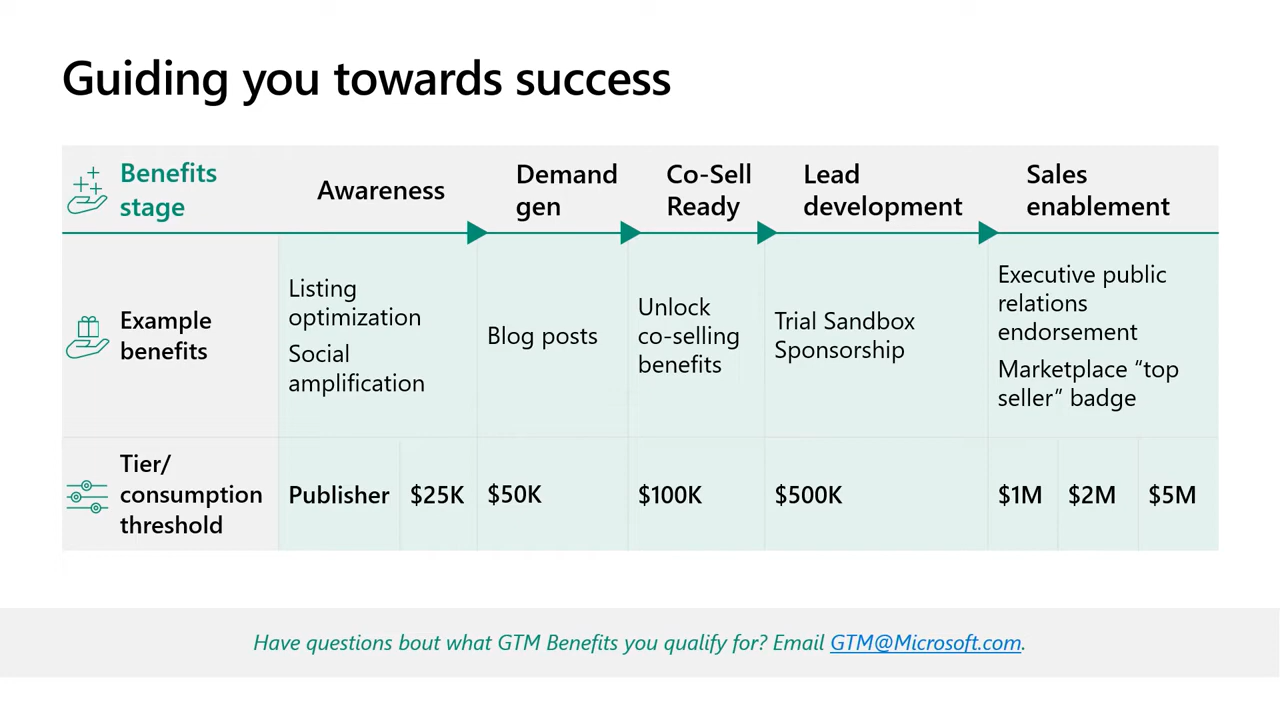 Guiding you towards success
Benefits
stage
Awareness
Demand
gen
Co-Sell
Ready
Lead
development
Sales
enablement
Example
benefits
Listing
optimization
Social
amplification
Blog posts
Unlock
co-selling
benefits
Trial Sandbox
Sponsorship
Executive public
relations
endorsement
Marketplace “top
seller” badge
Tier/
consumption
threshold
Publisher
$25K
$50K
$100K
$500K
$1M
$2M
$5M
Have questions bout what GTM Benefits you qualify for? Email GTM@Microsoft.com.